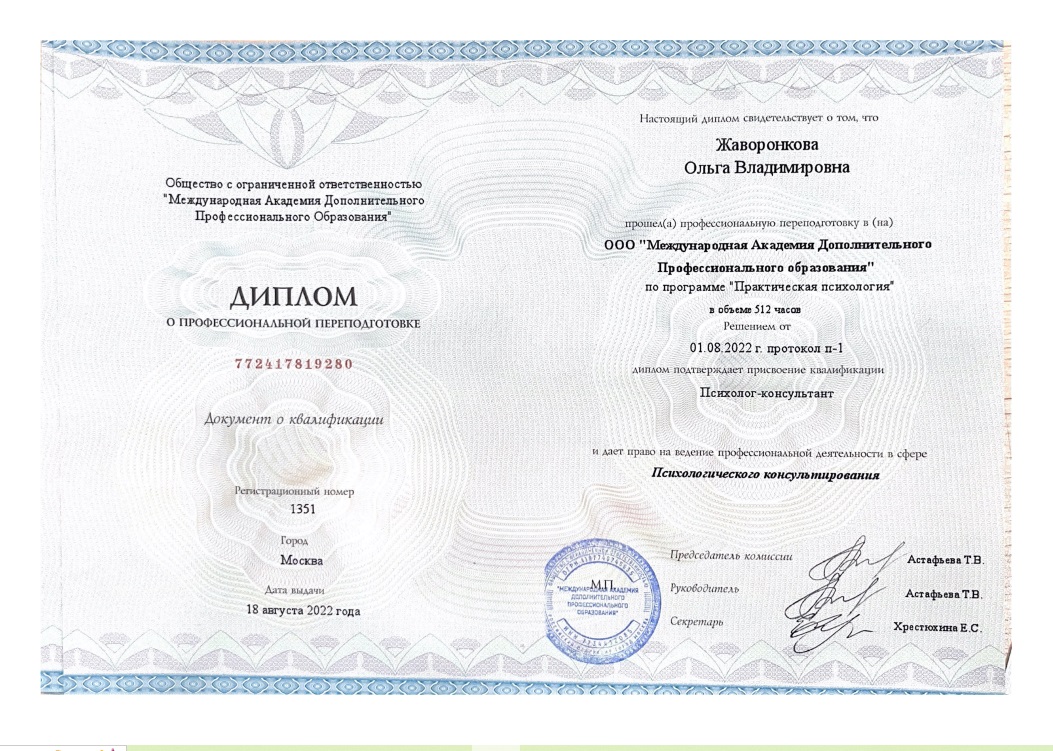 Общество с ограниченной ответственностью
"Международная Академия Дополнительного
Профессионального Образования"
ДИПЛОМ
О ПРОФЕССИОНАЛЬНОЙ ПЕРЕПОДГОТОВКЕ
772417819280
Документ о квалификации
Регистрационный номер
1351
Город
Москва
Дата выдачи
18 августа 2022 года
Настоящий диплом свидетельствует о том, что
Жаворонкова
Ольга Владимировна
прошел(а) профессиональную переподготовку в (на)
ООО "Международная Академия Дополнительного
Профессионального образования"
по программе "Практическая психология"
в объеме 512 часов
Решением от
01.08.2022 г. протокол п-1
диплом подтверждает присвоение квалификации
Психолог-консультант
и дает право на ведение профессиональной деятельности в сфере
Психологического консультирования
Председатель комиссии Астафьева Т.В.
Руководитель Астафьева Т.В.
Секретарь Хрестюхина Е.С.
М.П.
"МЕЖДУНАРОДНАЯ АКАДЕМИЯ
ДОПОЛНИТЕЛЬНОГО
ПРОФЕССИОНАЛЬНОГО
ОБРАЗОВАНИЯ"